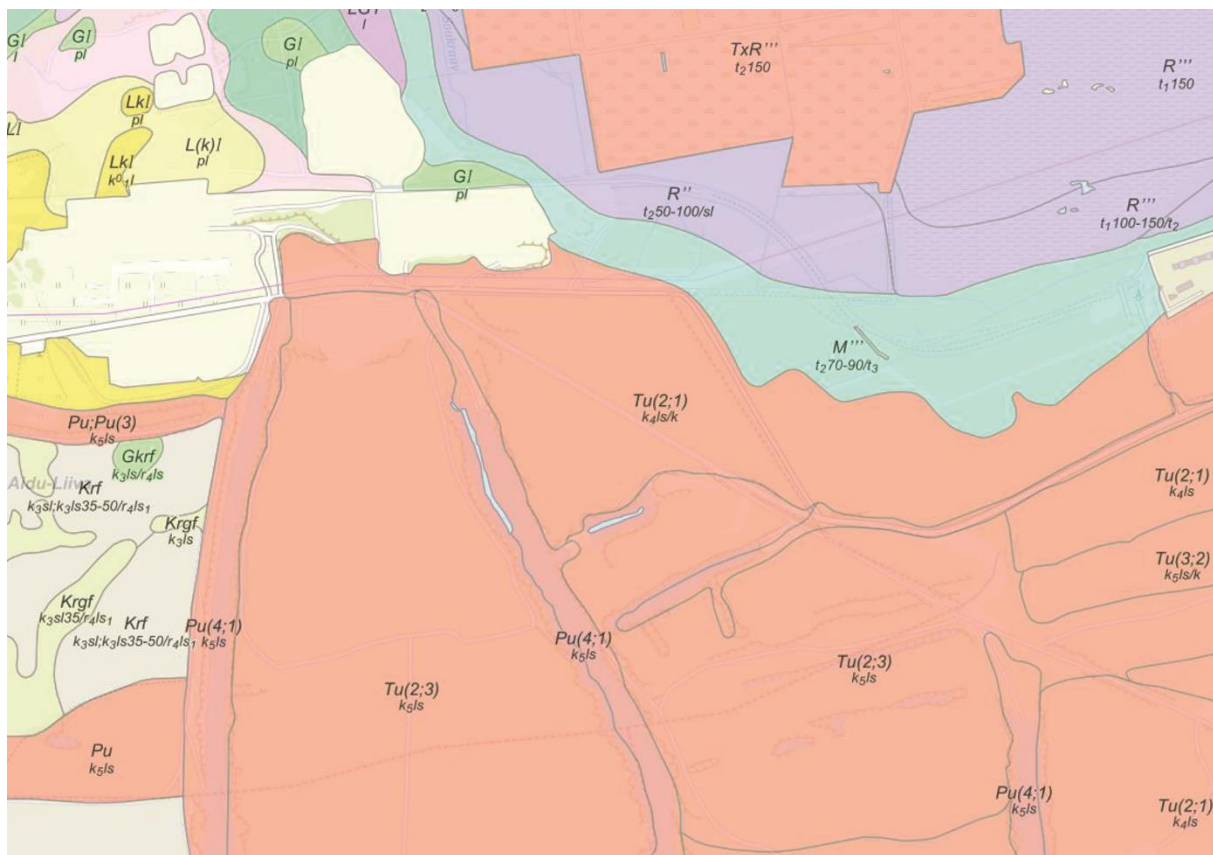 Gl
l
Gl
pl
Gl
pl
TxR'''
t₂150
R'''
t₁150
Lkl
pl
L(k)l
pl
Lkl
k⁰₁l
Gl
pl
R''
t₂50-100/sl
R'''
t₁100-150/t₂
M'''
t₂70-90/t₃
Pu;Pu(3)
k₅ls
Tu(2;1)
k₄ls/k
Gkrf
k₃ls/r₄ls
Krf
k₃sl;k₃ls35-50/r₄ls₁
Krgf
k₃ls
Tu(2;1)
k₄ls
Tu(3;2)
k₅ls/k
Krgf
k₃sl35/r₄ls₁
Krf
k₃sl;k₃ls35-50/r₄ls₁
Pu(4;1)
k₅ls
Pu(4;1)
k₅ls
Tu(2;3)
k₅ls
Tu(2;3)
k₅ls
Pu
k₅ls
Pu(4;1)
k₅ls
Tu(2;1)
k₄ls